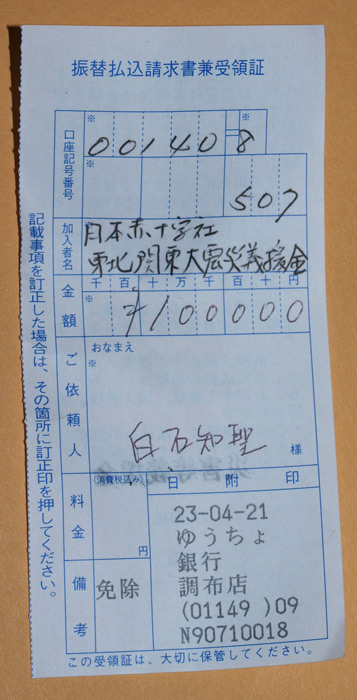 振替払込請求書兼受領証
口座記号番号
※
※
00140 8
※
507
加入者名
日本赤十字社
東北関東大震災義援金
金額
千百十万千百十円
※
¥100000
ご依頼人
おなまえ
※
白石知聖
様
料金
(消費税込み)
円
日附印
23-04-21
ゆうちょ
銀行
調布店
(01149 )09
N90710018
備考
免除
記載事項を訂正した場合は、その箇所に訂正印を押してください。
この受領証は、大切に保管してください。